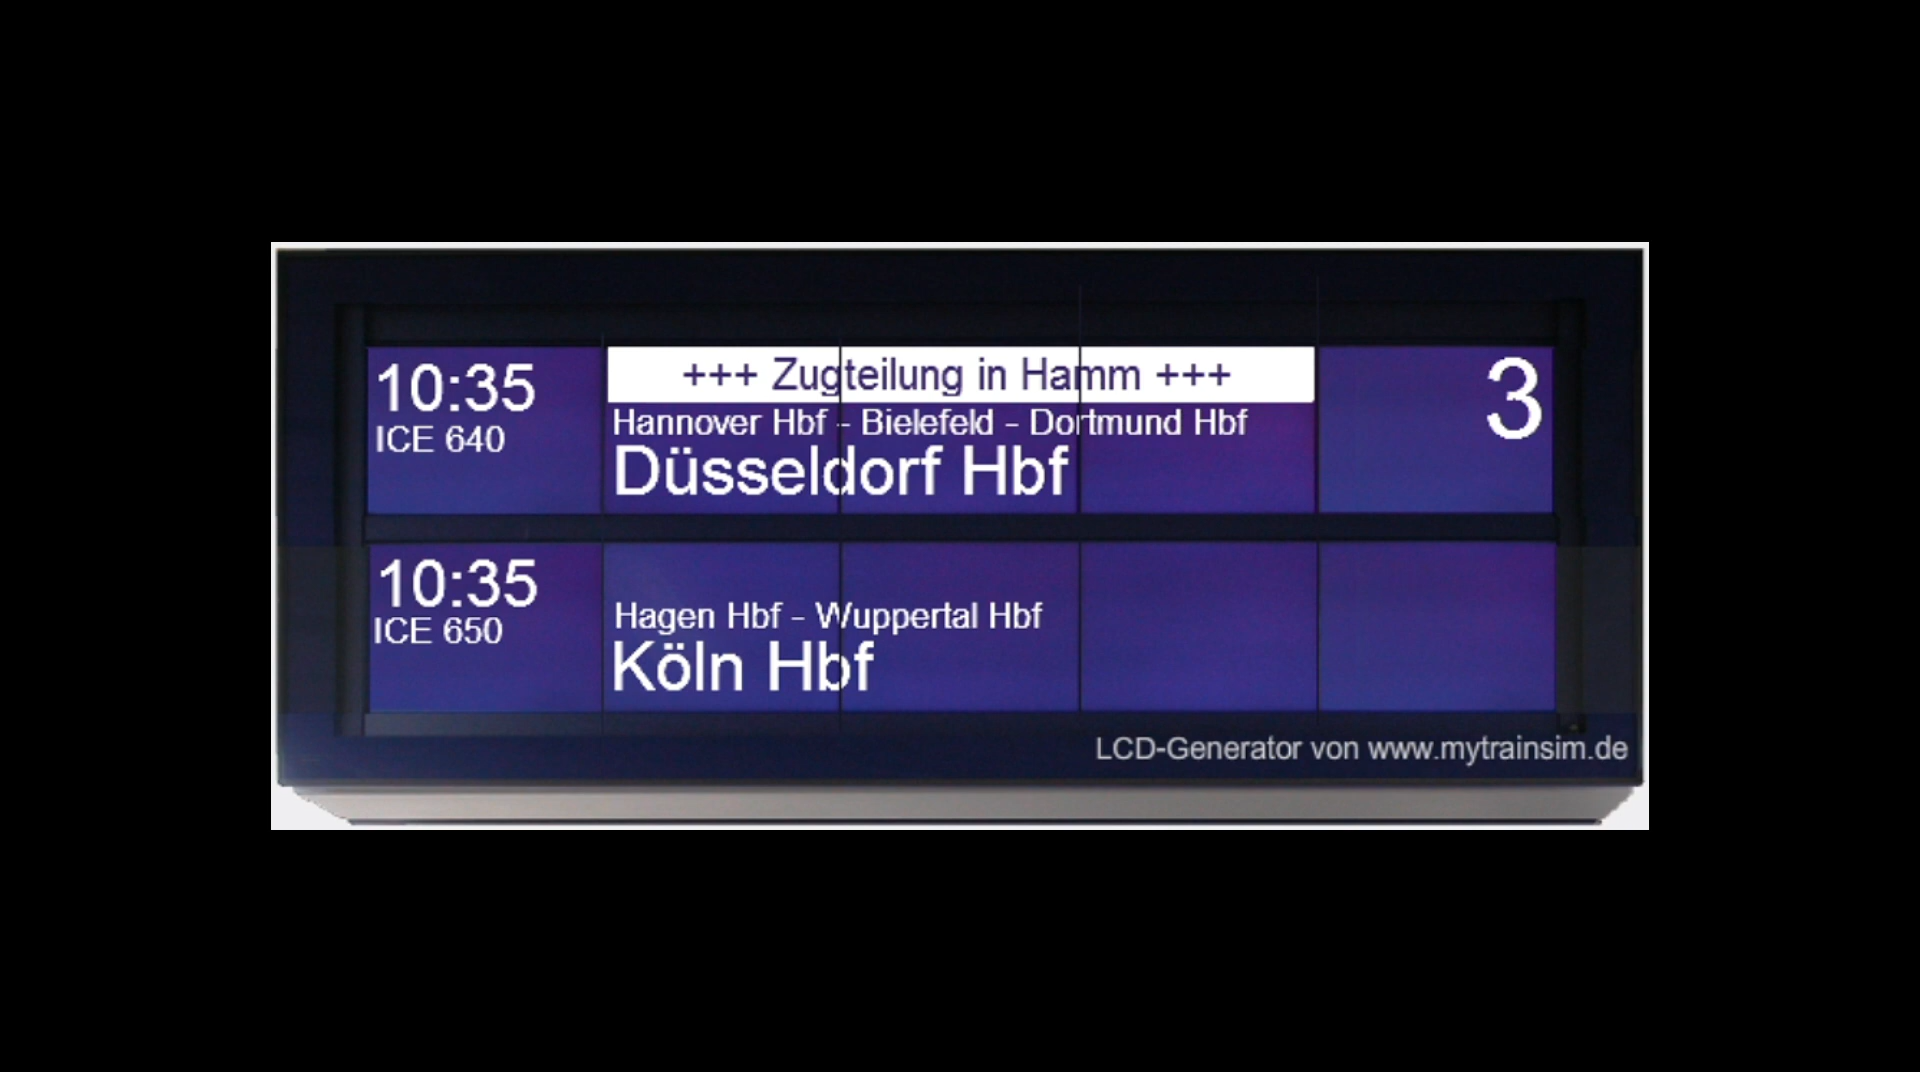 10:35
ICE 640
+++ Zugteilung in Hamm +++
Hannover Hbf - Bielefeld - Dortmund Hbf
Düsseldorf Hbf
3
10:35
ICE 650
Hagen Hbf - Wuppertal Hbf
Köln Hbf
LCD-Generator von www.mytrainsim.de